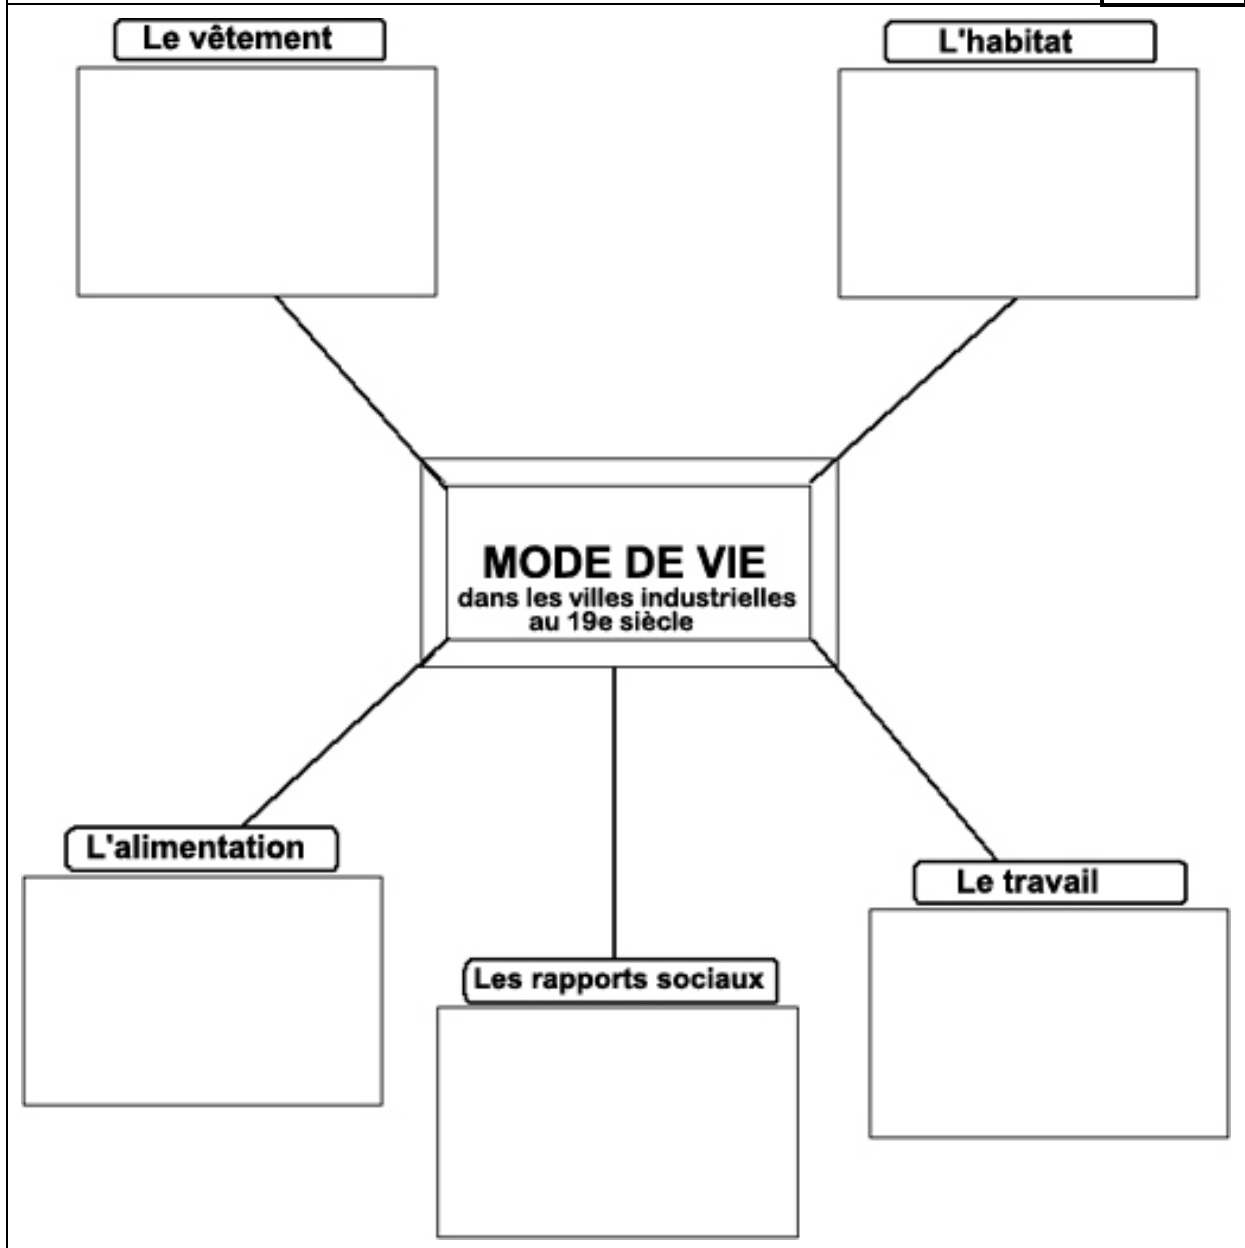 Le vêtement
L'habitat
MODE DE VIE
dans les villes industrielles
au 19e siècle
L'alimentation
Le travail
Les rapports sociaux